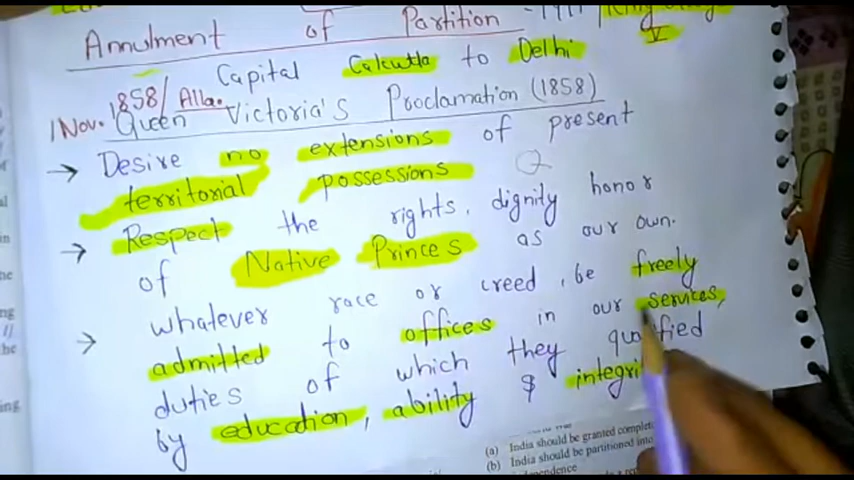 Annulment of Partition - 1911 King
V
Capital Calcutta to Delhi
1 Nov. 1858/ Alla.
Queen Victoria's Proclamation (1858)
→ Desire no extensions of present
territorial possessions Q
→ Respect the rights, dignity honor
of Native Princes as our own.
→ whatever race or creed, be freely
admitted to offices in our services,
duties of which they qualified
by education, ability &
(a) India should be granted
(b) India should be partitioned into